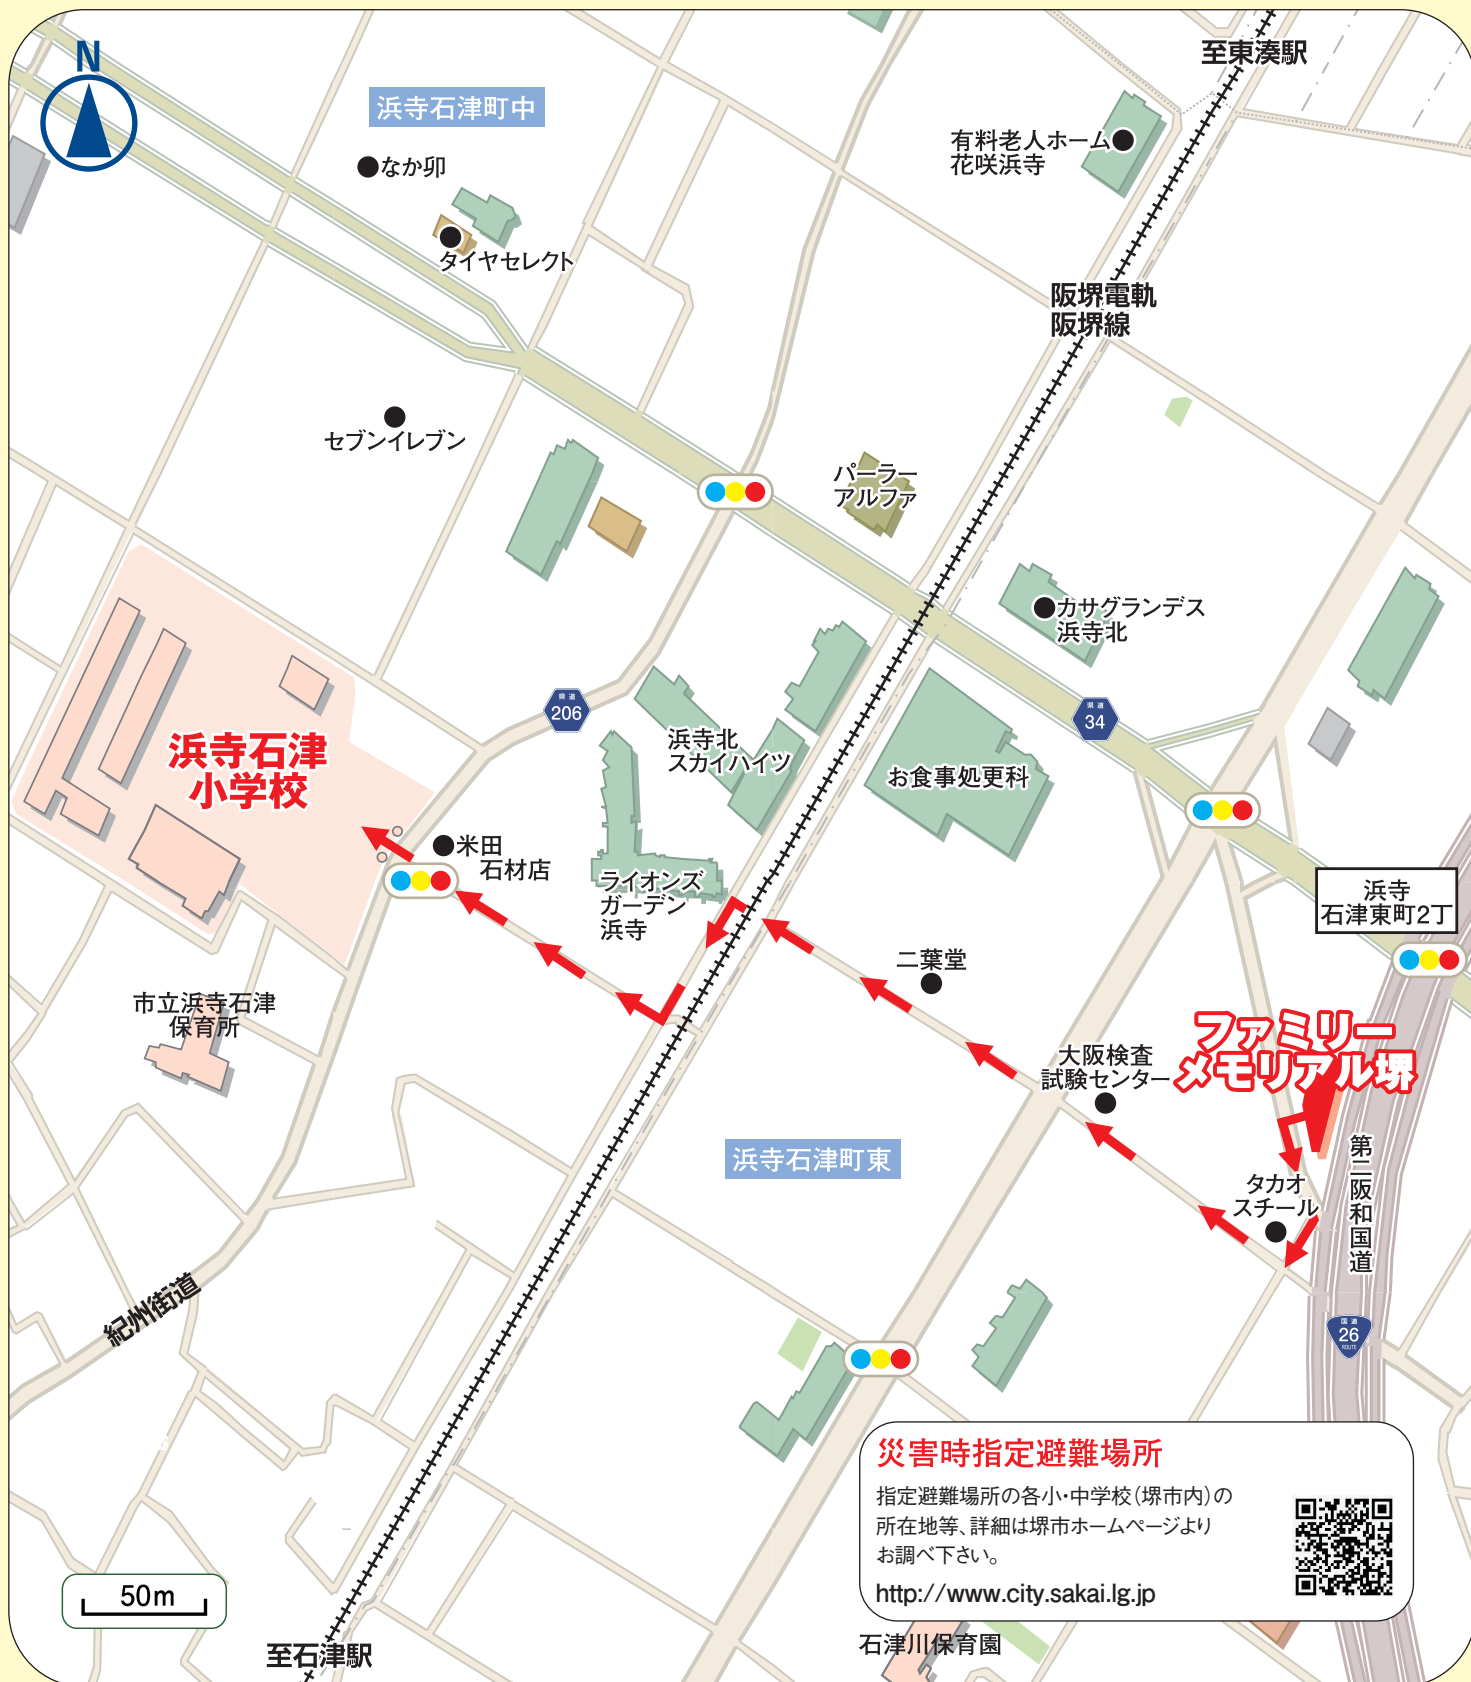 N
至東湊駅
浜寺石津町中
なか卯
有料老人ホーム
花咲浜寺
タイヤセレクト
阪堺電軌
阪堺線
セブンイレブン
パーラー
アルファ
カサグランデス
浜寺北
県道
206
県道
34
浜寺北
スカイハイツ
お食事処更科
浜寺石津
小学校
米田
石材店
ライオンズ
ガーデン
浜寺
浜寺
石津東町2丁
二葉堂
市立浜寺石津
保育所
ファミリー
メモリアル堺
大阪検査
試験センター
浜寺石津町東
第二阪和国道
タカオ
スチール
紀州街道
国道
26
ROUTE
災害時指定避難場所
指定避難場所の各小・中学校(堺市内)の
所在地等、詳細は堺市ホームページより
お調べ下さい。
http://www.city.sakai.lg.jp
50m
至石津駅
石津川保育園